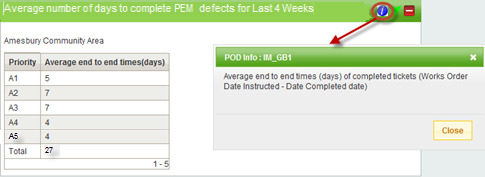 Average number of days to complete PEM defects for Last 4 Weeks
Amesbury Community Area
Priority Average end to end times(days)
A1 5
A2 7
A3 7
A4 4
A5 4
Total 27
1 - 5
POD Info : IM_GB1
Average end to end times (days) of completed tickets (Works Order
Date Instructed - Date Completed date)
Close